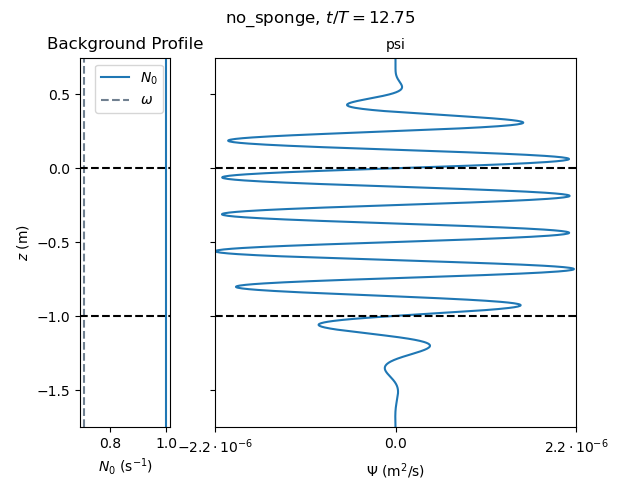 no_sponge, t/T = 12.75
Background Profile
psi
N₀
ω
0.5
0.0
−0.5
−1.0
−1.5
z (m)
0.8
1.0
−2.2 · 10⁻⁶
0.0
2.2 · 10⁻⁶
N₀ (s⁻¹)
Ψ (m²/s)